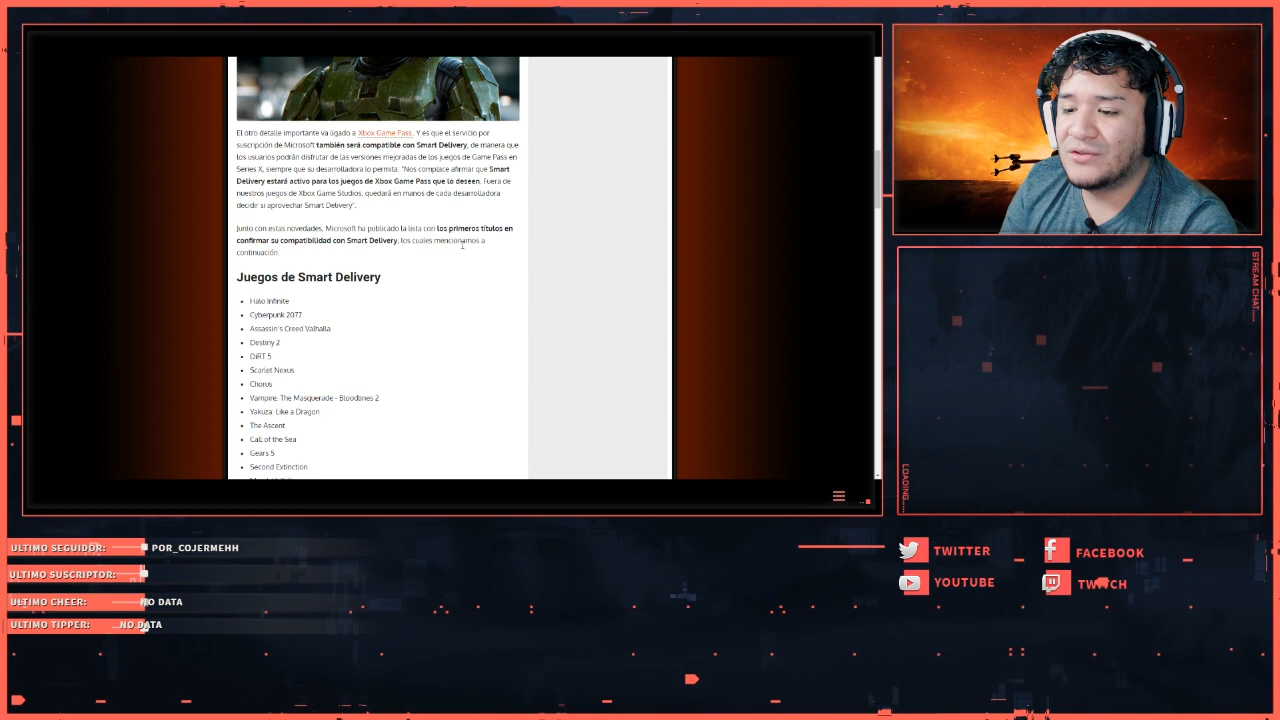 El otro detalle importante va ligado a Xbox Game Pass. Y es que el servicio por
suscripción de Microsoft también será compatible con Smart Delivery, de manera que
los usuarios podrán disfrutar de las versiones mejoradas de los juegos de Game Pass en
Series X, siempre que su desarrolladora lo permita: "Nos complace afirmar que Smart
Delivery estará activo para los juegos de Xbox Game Pass que lo deseen. Fuera de
nuestros juegos de Xbox Game Studios, quedará en manos de cada desarrolladora
decidir si aprovechar Smart Delivery".
Junto con estas novedades, Microsoft ha publicado la lista con los primeros títulos en
confirmar su compatibilidad con Smart Delivery, los cuales mencionamos a
continuación:
Juegos de Smart Delivery
Halo Infinite
Cyberpunk 2077
Assassin's Creed Valhalla
Destiny 2
DiRT 5
Scarlet Nexus
Chorus
Vampire: The Masquerade - Bloodlines 2
Yakuza: Like a Dragon
The Ascent
Call of the Sea
Gears 5
Second Extinction
STREAM CHAT.....
LOADING.....
ULTIMO SEGUIDOR: POR_COJERMEHH
ULTIMO SUSCRIPTOR:
ULTIMO CHEER: NO DATA
ULTIMO TIPPER: NO DATA
TWITTER
FACEBOOK
YOUTUBE
TWITCH